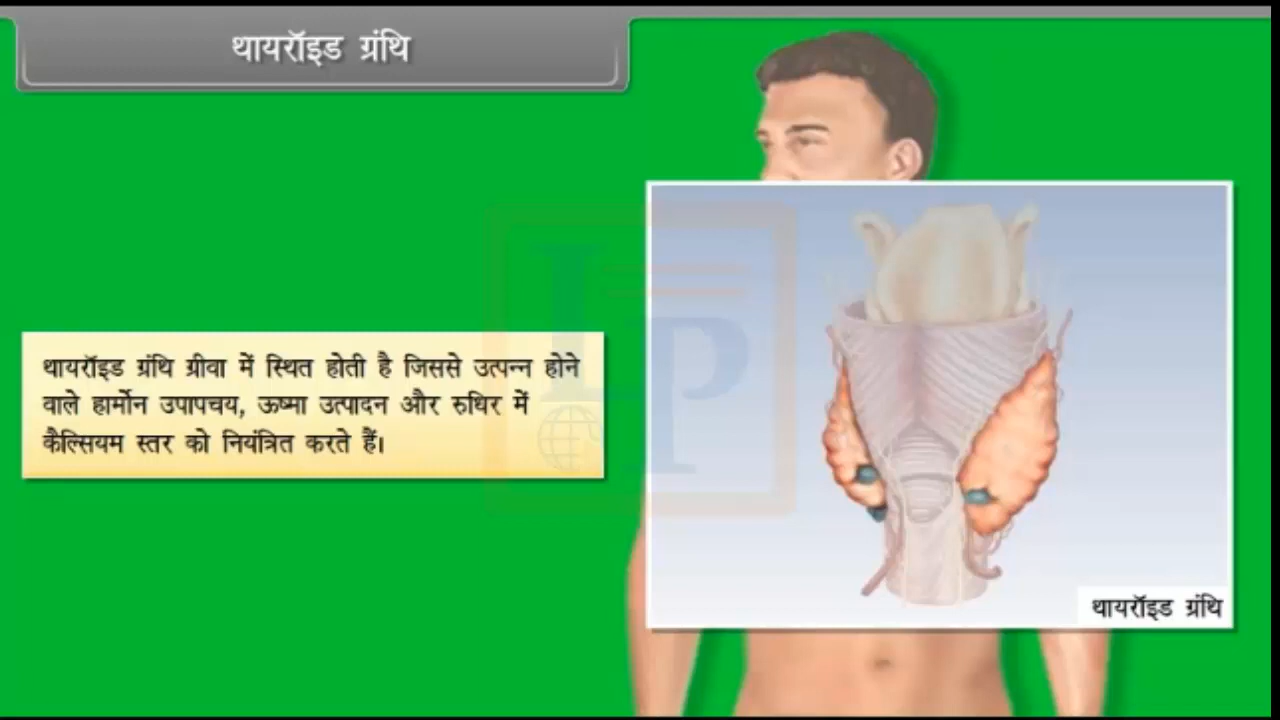 थायरॉइड ग्रंथि
थायरॉइड ग्रंथि ग्रीवा में स्थित होती है जिससे उत्पन्न होने
वाले हार्मोन उपापचय, ऊष्मा उत्पादन और रुधिर में
कैल्सियम स्तर को नियंत्रित करते हैं।
थायरॉइड ग्रंथि